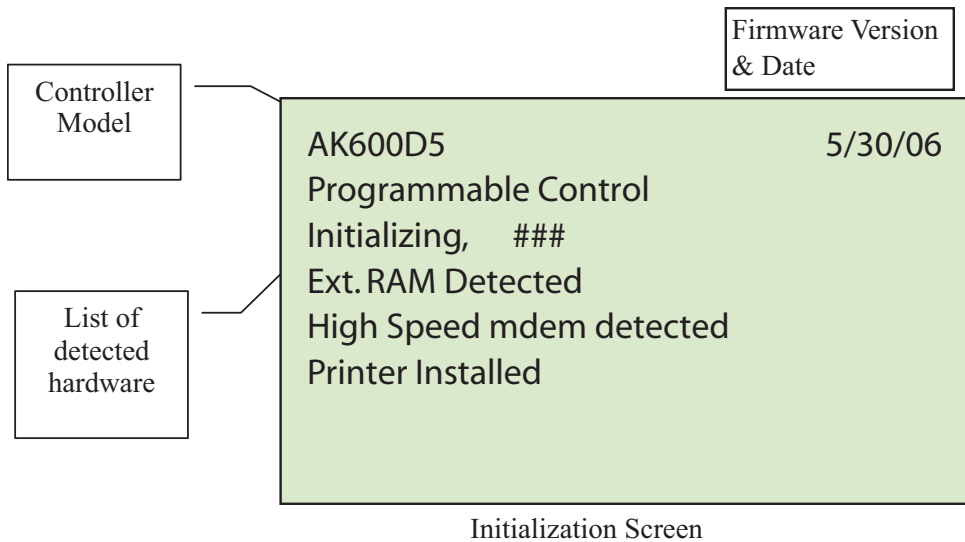 Firmware Version
& Date
Controller
Model
AK600D5 5/30/06
Programmable Control
Initializing, ###
Ext. RAM Detected
High Speed mdem detected
Printer Installed
List of
detected
hardware
Initialization Screen